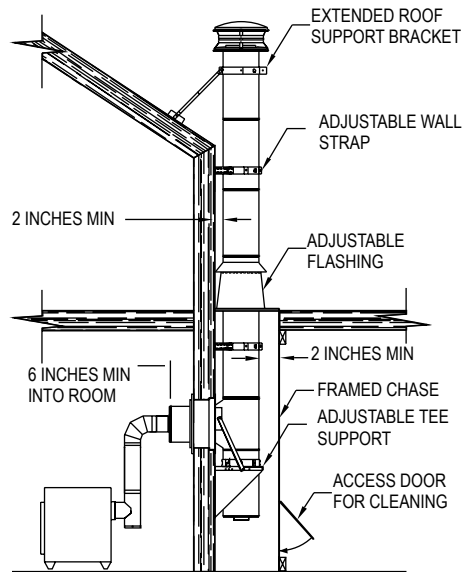 EXTENDED ROOF
SUPPORT BRACKET
ADJUSTABLE WALL
STRAP
2 INCHES MIN
ADJUSTABLE
FLASHING
2 INCHES MIN
6 INCHES MIN
INTO ROOM
FRAMED CHASE
ADJUSTABLE TEE
SUPPORT
ACCESS DOOR
FOR CLEANING